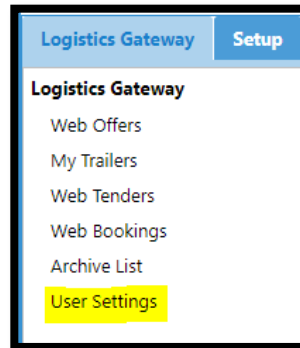 Logistics Gateway Setup
Logistics Gateway
Web Offers
My Trailers
Web Tenders
Web Bookings
Archive List
User Settings